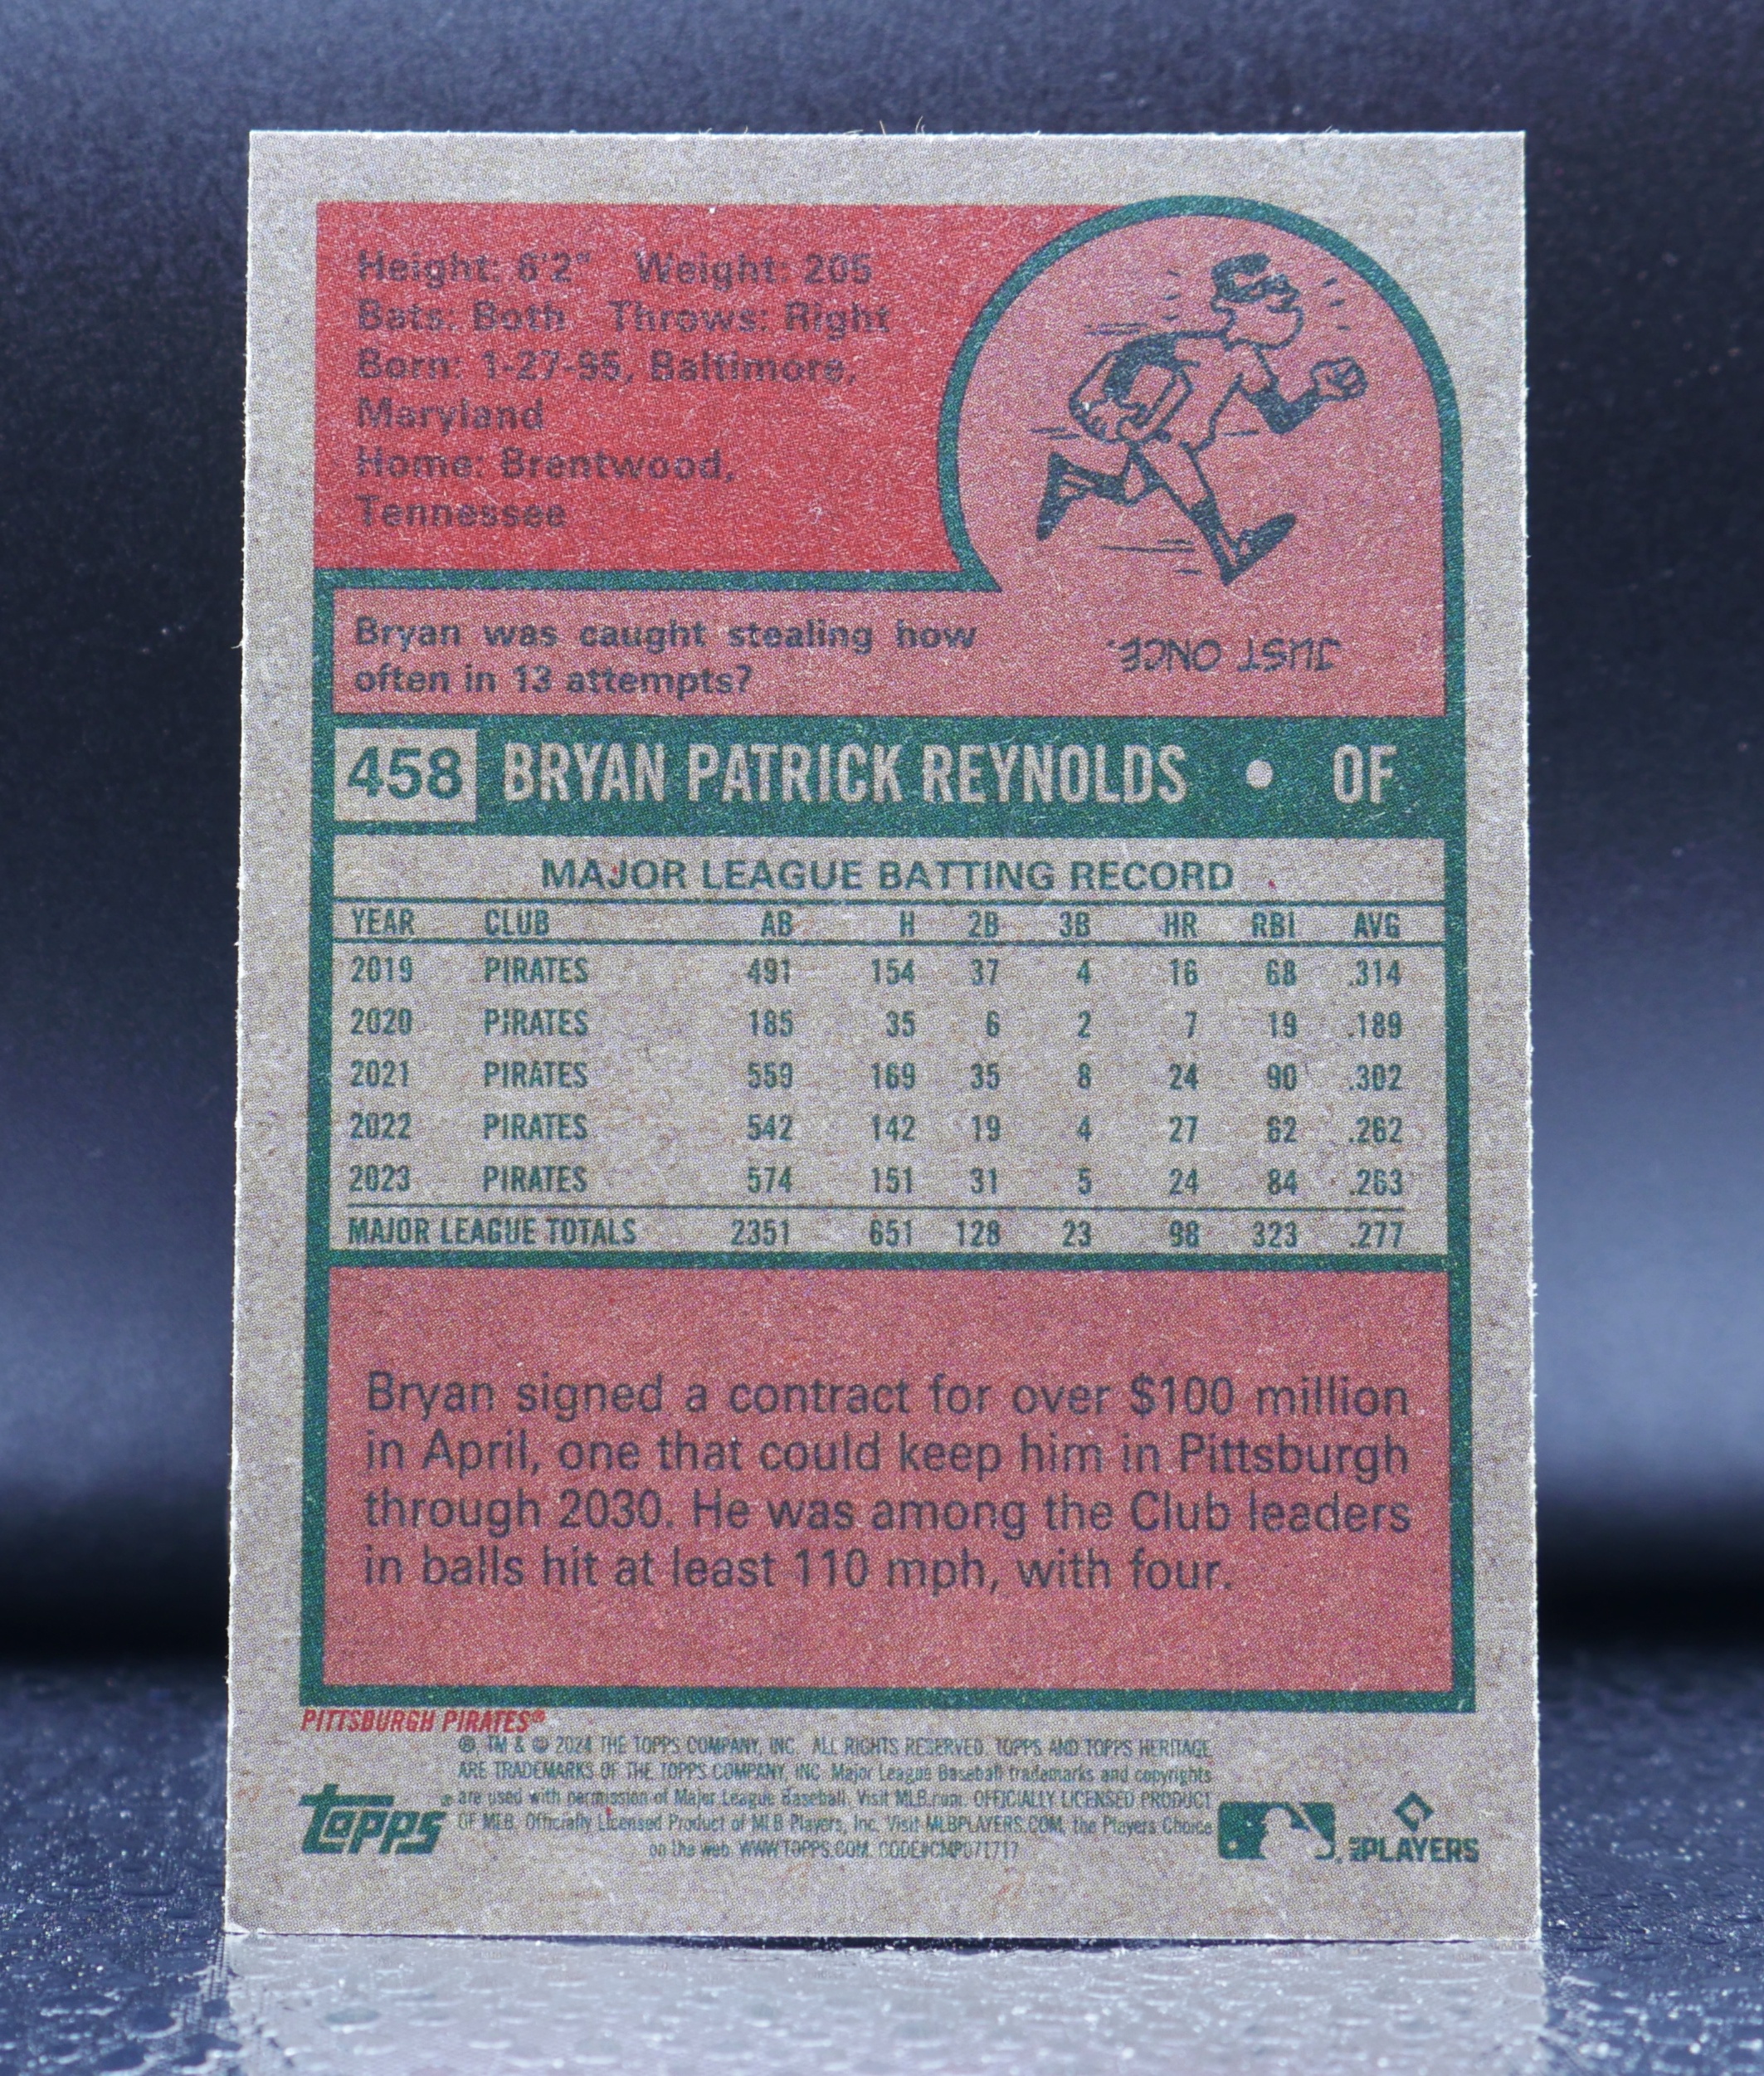 Height: 6'2" Weight: 205
Bats: Both Throws: Right
Born: 1-27-95, Baltimore,
Maryland
Home: Brentwood,
Tennessee
Bryan was caught stealing how
often in 13 attempts?
JUST ONCE.
458 BRYAN PATRICK REYNOLDS • OF
MAJOR LEAGUE BATTING RECORD
YEAR CLUB AB H 2B 3B HR RBI AVG
2019 PIRATES 491 154 37 4 16 68 .314
2020 PIRATES 185 35 6 2 7 19 .189
2021 PIRATES 559 169 35 8 24 90 .302
2022 PIRATES 542 142 19 4 27 62 .262
2023 PIRATES 574 151 31 5 24 84 .263
MAJOR LEAGUE TOTALS 2351 651 128 23 98 323 .277
Bryan signed a contract for over $100 million
in April, one that could keep him in Pittsburgh
through 2030. He was among the Club leaders
in balls hit at least 110 mph, with four.
PITTSBURGH PIRATES®
®, TM & © 2024 THE TOPPS COMPANY, INC. ALL RIGHTS RESERVED. TOPPS AND TOPPS HERITAGE
ARE TRADEMARKS OF THE TOPPS COMPANY, INC. Major League Baseball trademarks and copyrights
are used with permission of Major League Baseball. Visit MLB.com. OFFICIALLY LICENSED PRODUCT
OF MLB. Officially Licensed Product of MLB Players, Inc. Visit MLBPLAYERS.COM, the Players Choice
on the web. WWW.TOPPS.COM. CODE#CMP071717
Topps®
MLB PLAYERS